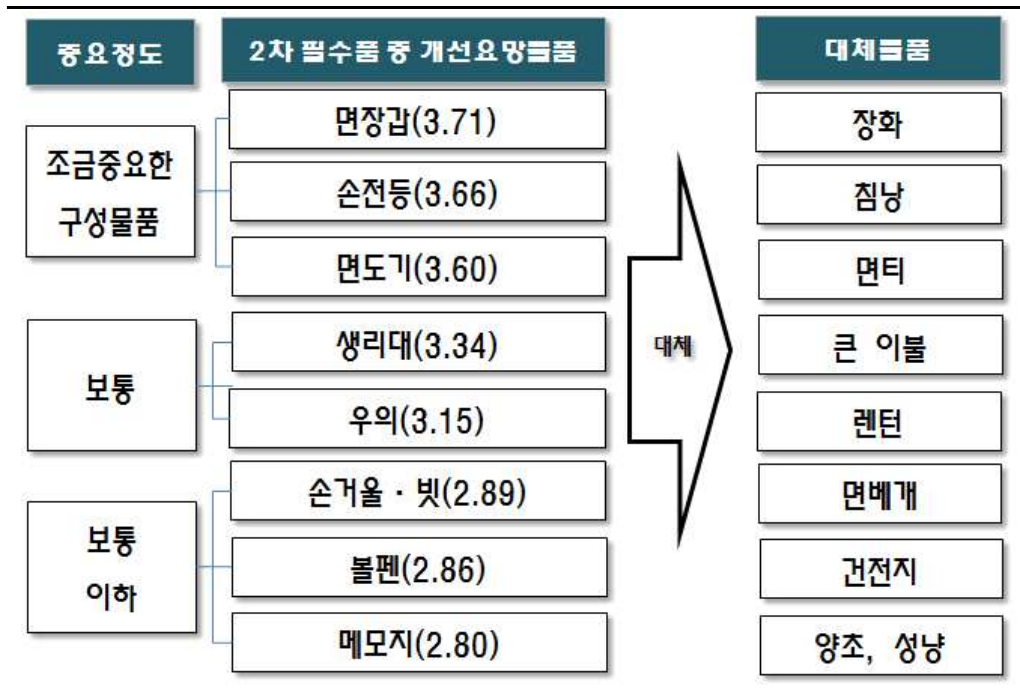 중요정도
2차 필수품 중 개선요망물품
대체물품
조금중요한
구성물품
면장갑(3.71)
손전등(3.66)
면도기(3.60)
보통
생리대(3.34)
우의(3.15)
보통
이하
손거울 · 빗(2.89)
볼펜(2.86)
메모지(2.80)
대체
장화
침낭
면티
큰 이불
렌턴
면베개
건전지
양초, 성냥